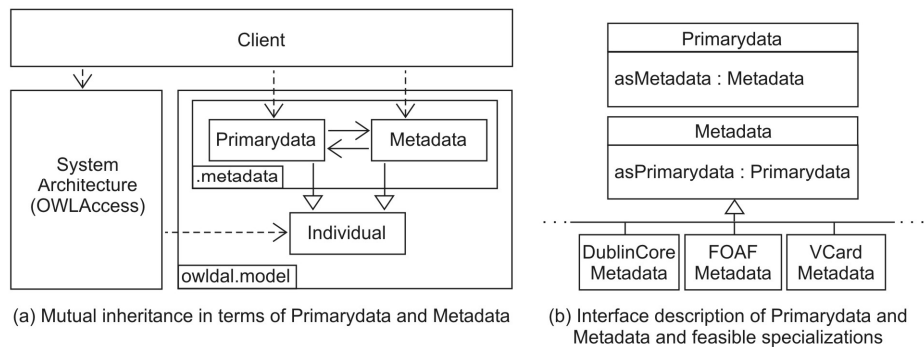 Client
System
Architecture
(OWLAccess)
Primarydata
Metadata
.metadata
Individual
owldal.model
(a) Mutual inheritance in terms of Primarydata and Metadata
Primarydata
asMetadata : Metadata
Metadata
asPrimarydata : Primarydata
DublinCore
Metadata
FOAF
Metadata
VCard
Metadata
(b) Interface description of Primarydata and
Metadata and feasible specializations